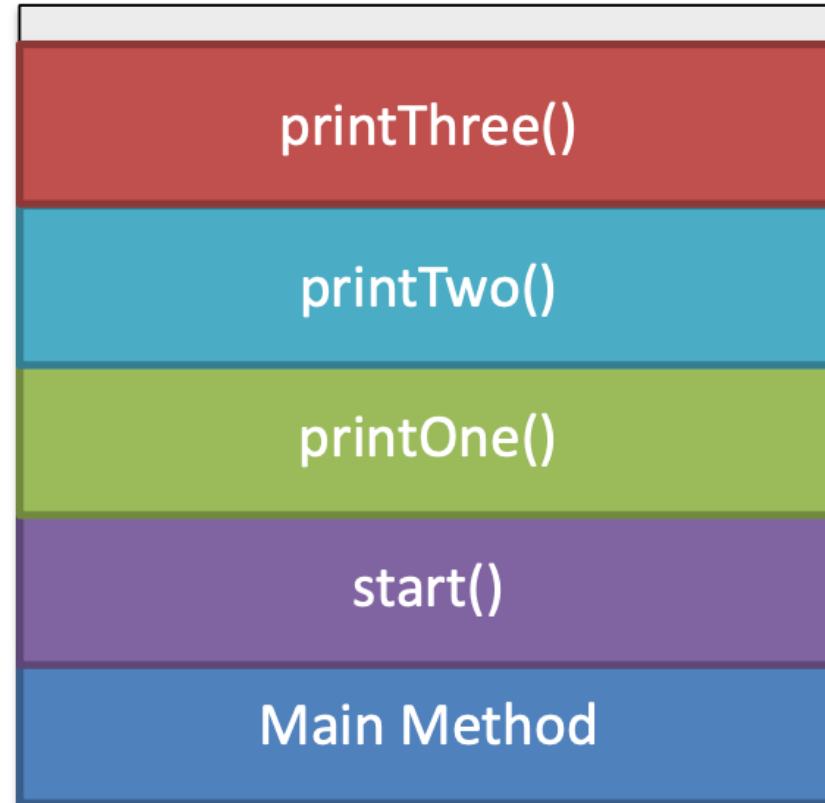 printThree()
printTwo()
printOne()
start()
Main Method